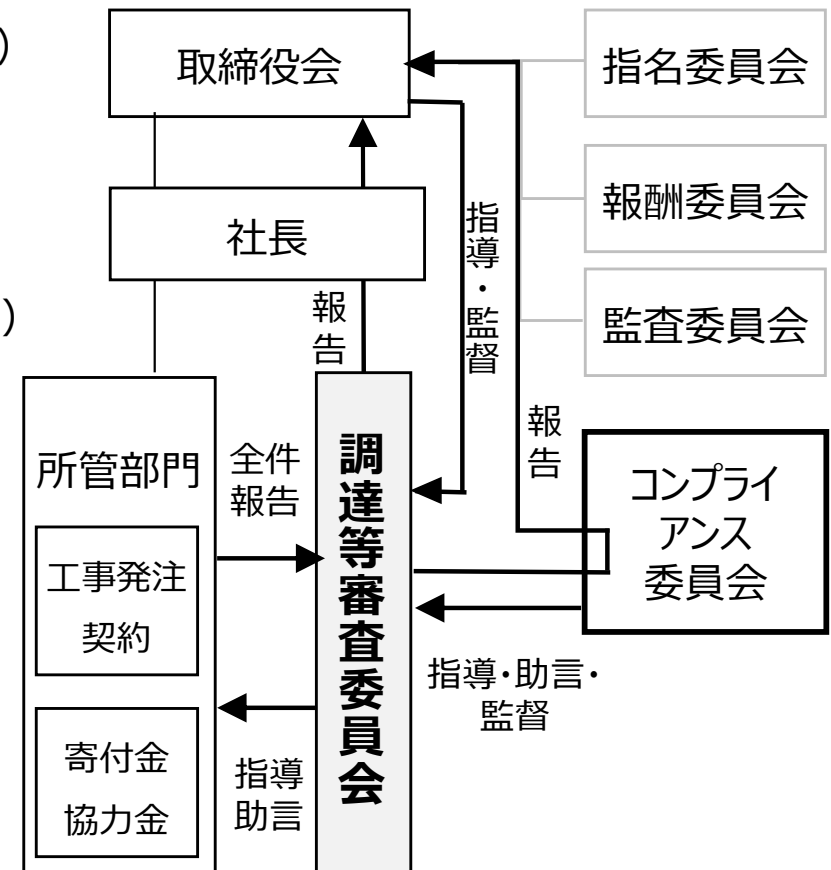 )
取締役会
指名委員会
報酬委員会
監査委員会
社長
指導・監督
)
報
告
報
告
所管部門
全件
報告
調達等審査委員会
コンプライ
アンス
委員会
工事発注
契約
指導・助言・
監督
寄付金
協力金
指導
助言